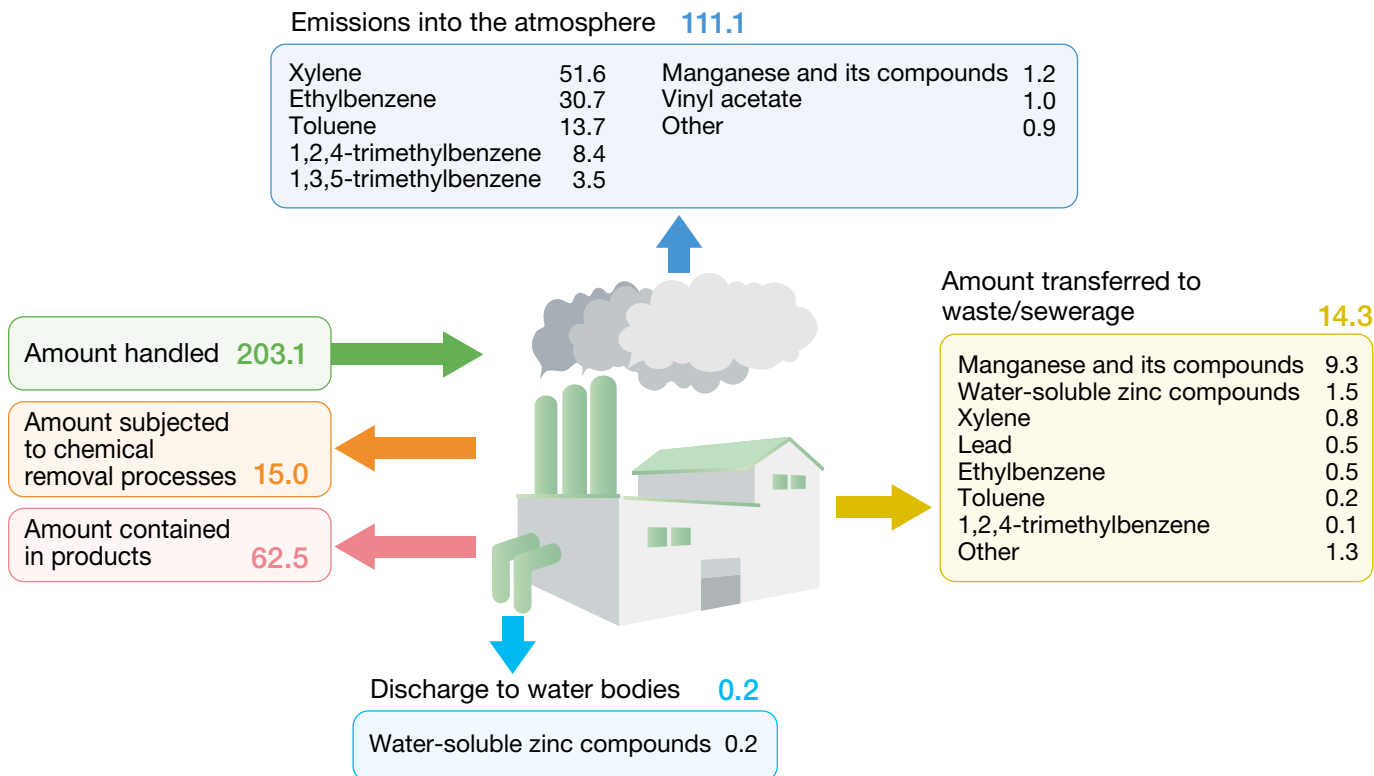 Emissions into the atmosphere 111.1
Xylene 51.6
Ethylbenzene 30.7
Toluene 13.7
1,2,4-trimethylbenzene 8.4
1,3,5-trimethylbenzene 3.5
Manganese and its compounds 1.2
Vinyl acetate 1.0
Other 0.9
Amount handled 203.1
Amount subjected
to chemical
removal processes 15.0
Amount contained
in products 62.5
Amount transferred to
waste/sewerage 14.3
Manganese and its compounds 9.3
Water-soluble zinc compounds 1.5
Xylene 0.8
Lead 0.5
Ethylbenzene 0.5
Toluene 0.2
1,2,4-trimethylbenzene 0.1
Other 1.3
Discharge to water bodies 0.2
Water-soluble zinc compounds 0.2